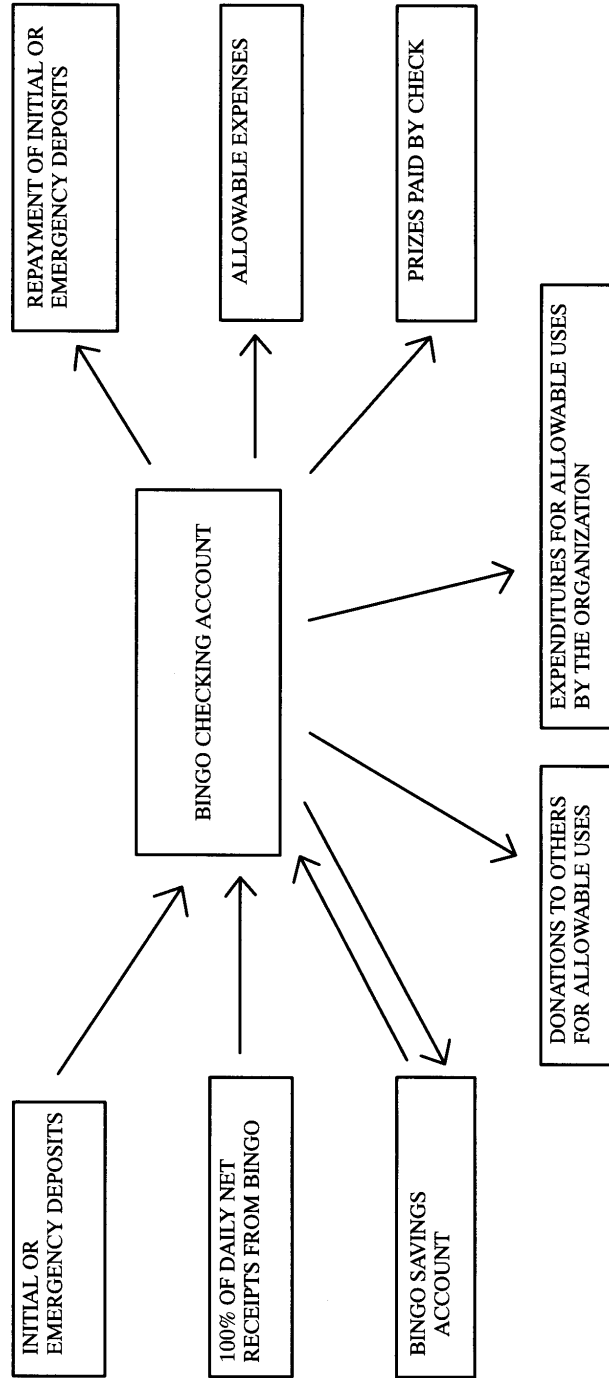 INITIAL OR
EMERGENCY DEPOSITS
100% OF DAILY NET
RECEIPTS FROM BINGO
BINGO SAVINGS
ACCOUNT
BINGO CHECKING ACCOUNT
REPAYMENT OF INITIAL OR
EMERGENCY DEPOSITS
ALLOWABLE EXPENSES
PRIZES PAID BY CHECK
DONATIONS TO OTHERS
FOR ALLOWABLE USES
EXPENDITURES FOR ALLOWABLE USES
BY THE ORGANIZATION